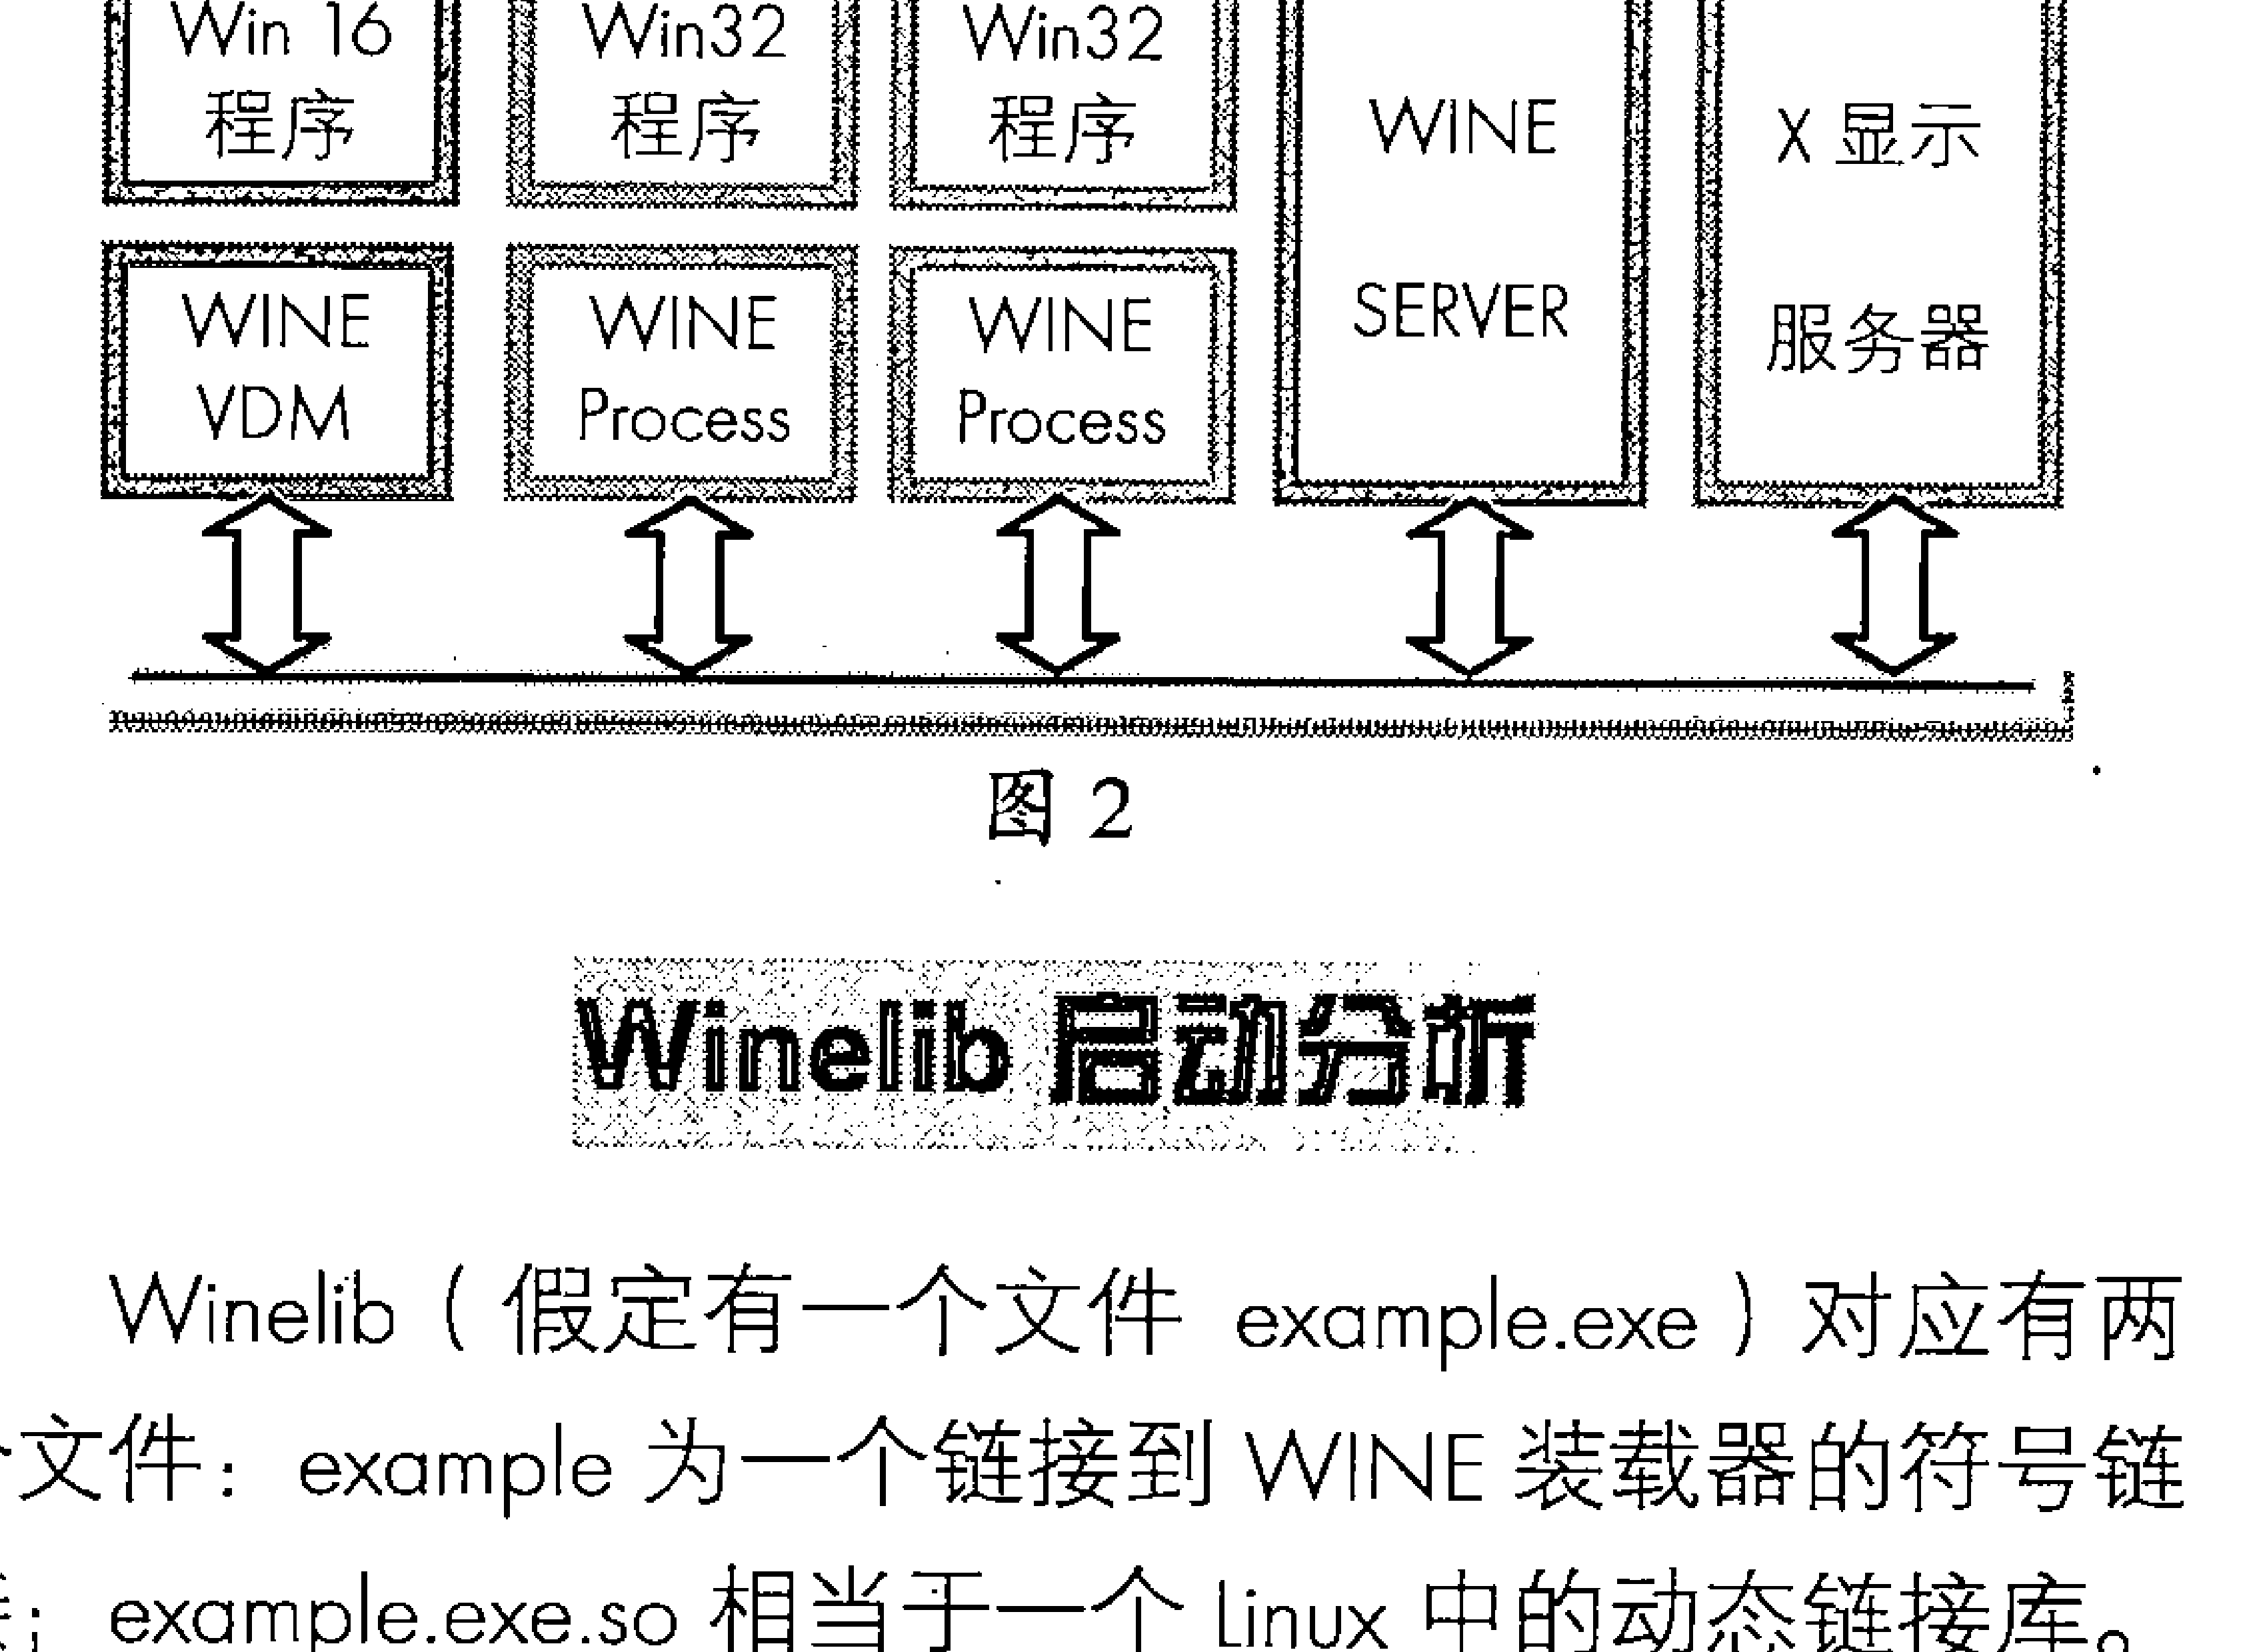 Win 16
程序
Win32
程序
Win32
程序
WINE
SERVER
X 显示
服务器
WINE
VDM
WINE
Process
WINE
Process
图 2
Winelib 启动分析
Winelib（假定有一个文件 example.exe）对应有两
文件：example 为一个链接到 WINE 装载器的符号链
；example.exe.so 相当于一个 Linux 中的动态链接库。